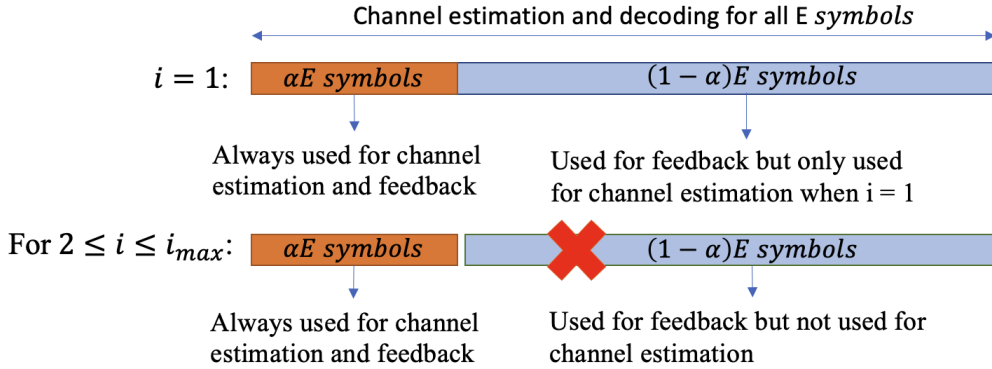 Channel estimation and decoding for all E symbols
i = 1:
αE symbols
(1 − α)E symbols
Always used for channel
estimation and feedback
Used for feedback but only used
for channel estimation when i = 1
For 2 ≤ i ≤ i_max:
αE symbols
(1 − α)E symbols
Always used for channel
estimation and feedback
Used for feedback but not used for
channel estimation